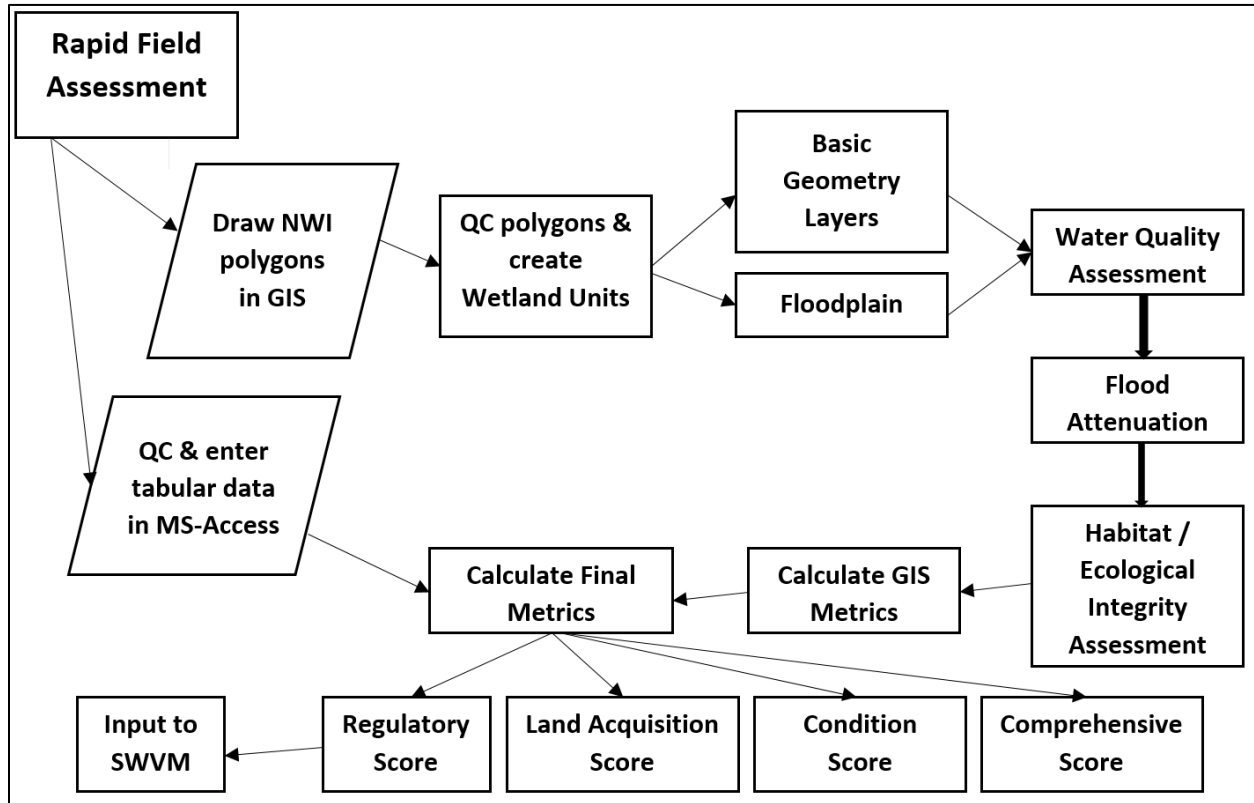 Rapid Field
Assessment
Draw NWI
polygons
in GIS
QC polygons &
create
Wetland Units
Basic
Geometry
Layers
Floodplain
Water Quality
Assessment
Flood
Attenuation
QC & enter
tabular data
in MS-Access
Habitat /
Ecological
Integrity
Assessment
Calculate GIS
Metrics
Calculate Final
Metrics
Input to
SWVM
Regulatory
Score
Land Acquisition
Score
Condition
Score
Comprehensive
Score